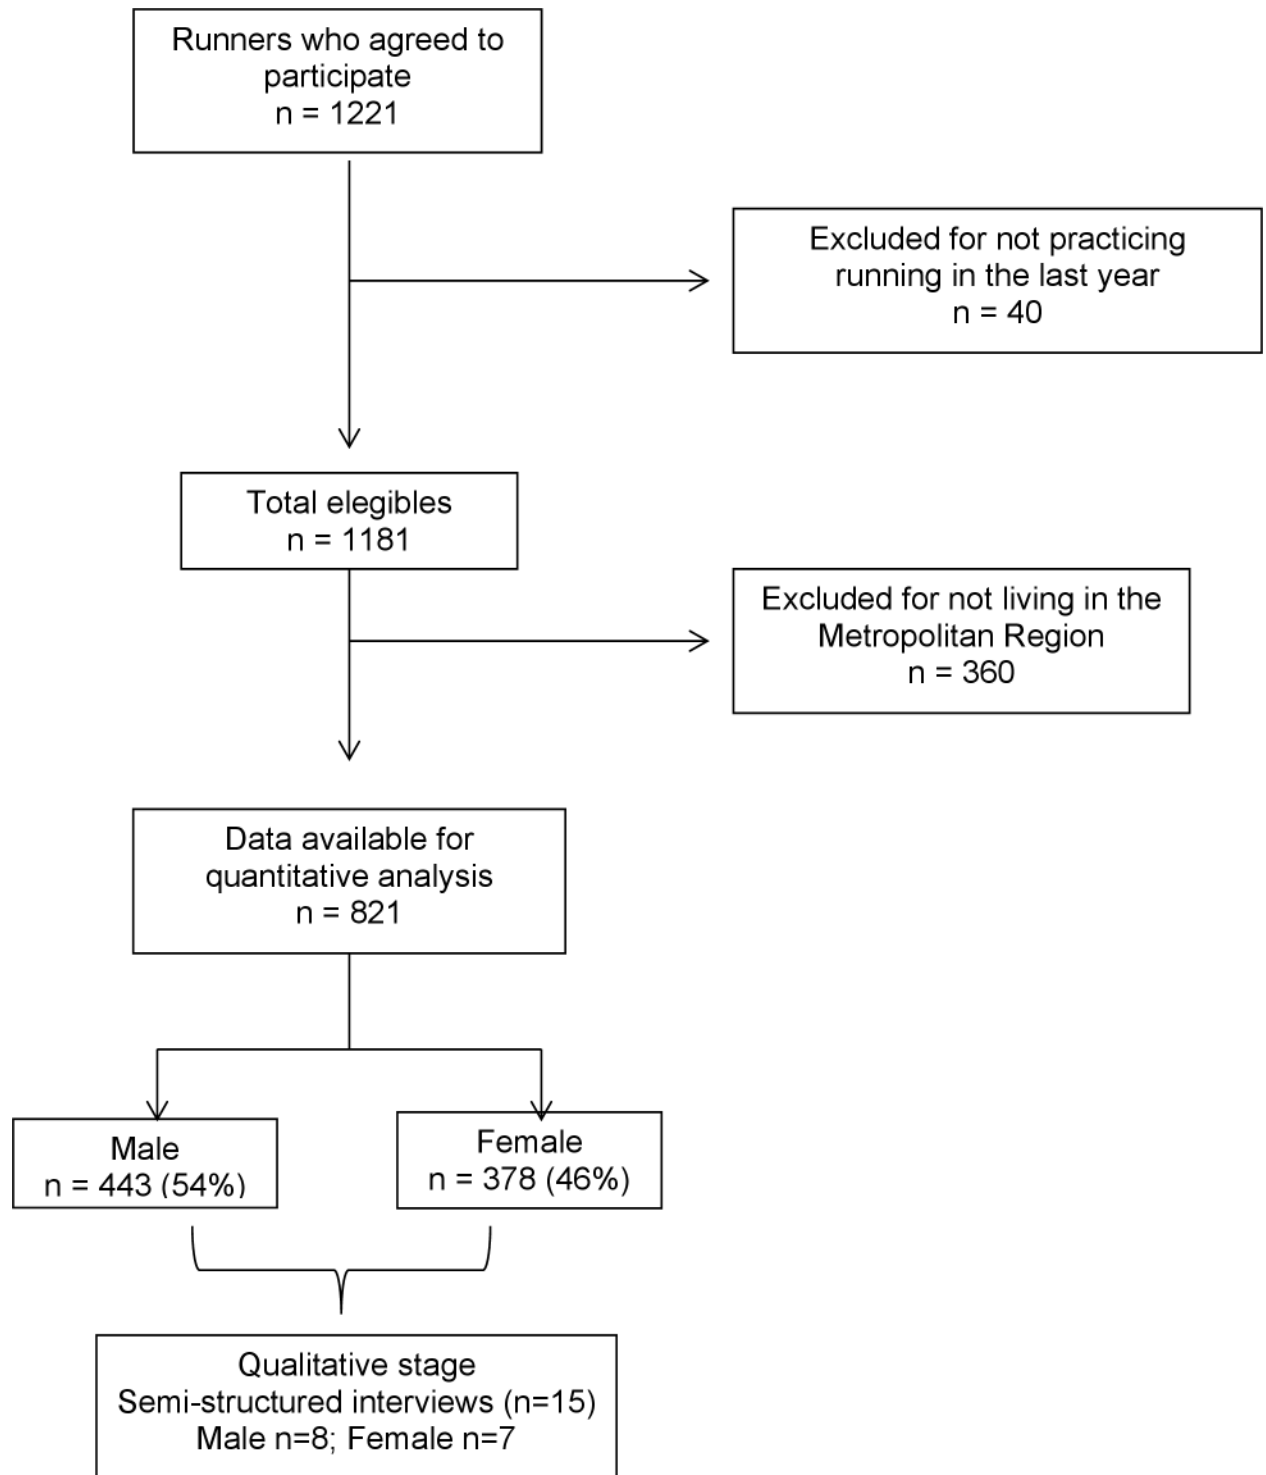 Runners who agreed to
participate
n = 1221
Excluded for not practicing
running in the last year
n = 40
Total elegibles
n = 1181
Excluded for not living in the
Metropolitan Region
n = 360
Data available for
quantitative analysis
n = 821
Male
n = 443 (54%)
Female
n = 378 (46%)
Qualitative stage
Semi-structured interviews (n=15)
Male n=8; Female n=7